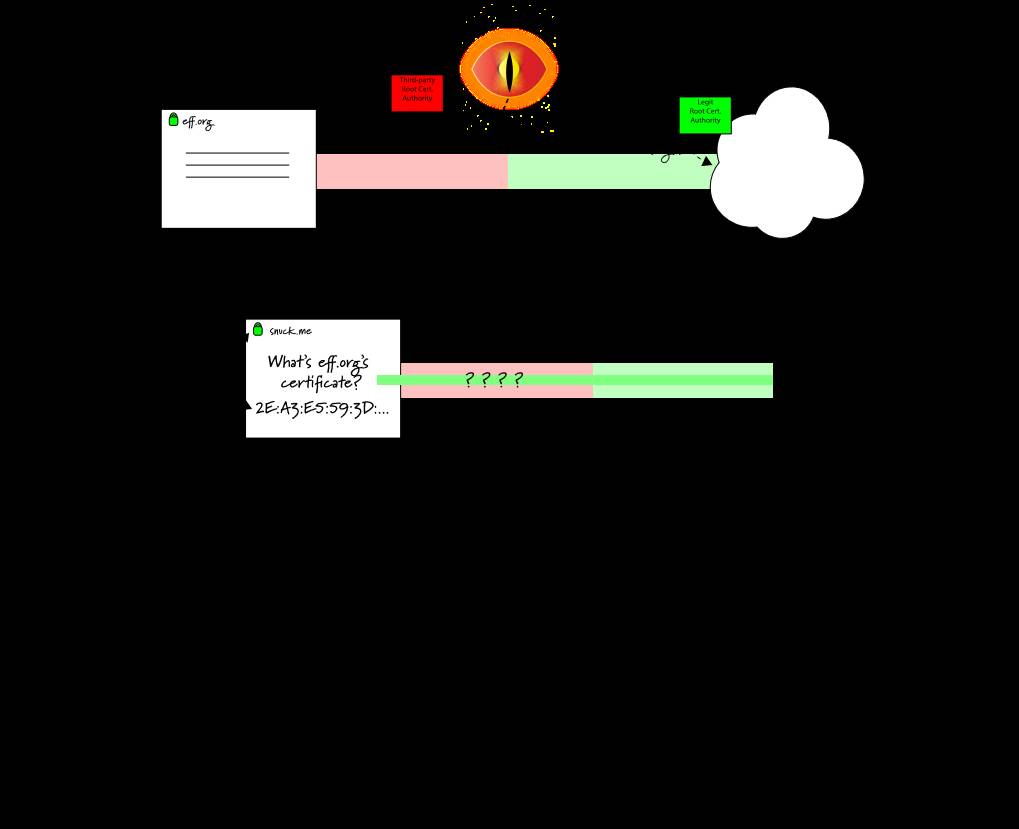 Third-party
Root Cert.
Authority
Legit
Root Cert.
Authority
eff.org
snuck.me
What's eff.org's
certificate?
? ? ? ?
2E:A3:E5:59:3D:...